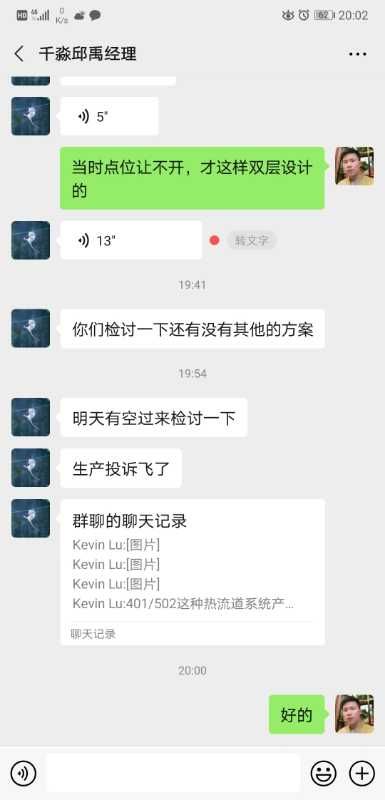 HD
46
0
K/s
62
20:02
千淼邱禹经理
5"
当时点位让不开，才这样双层设计
的
13"
转文字
19:41
你们检讨一下还有没有其他的方案
19:54
明天有空过来检讨一下
生产投诉飞了
群聊的聊天记录
Kevin Lu:[图片]
Kevin Lu:[图片]
Kevin Lu:[图片]
Kevin Lu:401/502这种热流道系统产...
聊天记录
20:00
好的